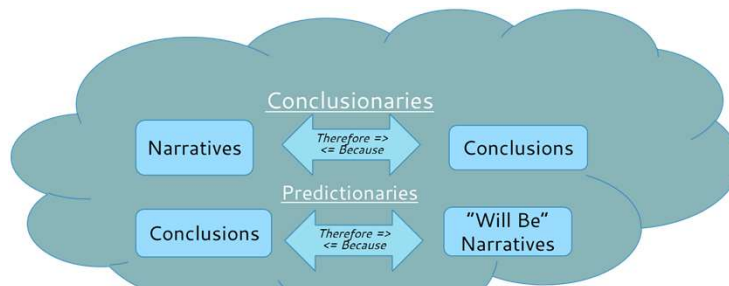 Conclusionaries
Narratives
Therefore =>
<= Because
Conclusions
Predictionaries
Conclusions
Therefore =>
<= Because
"Will Be"
Narratives